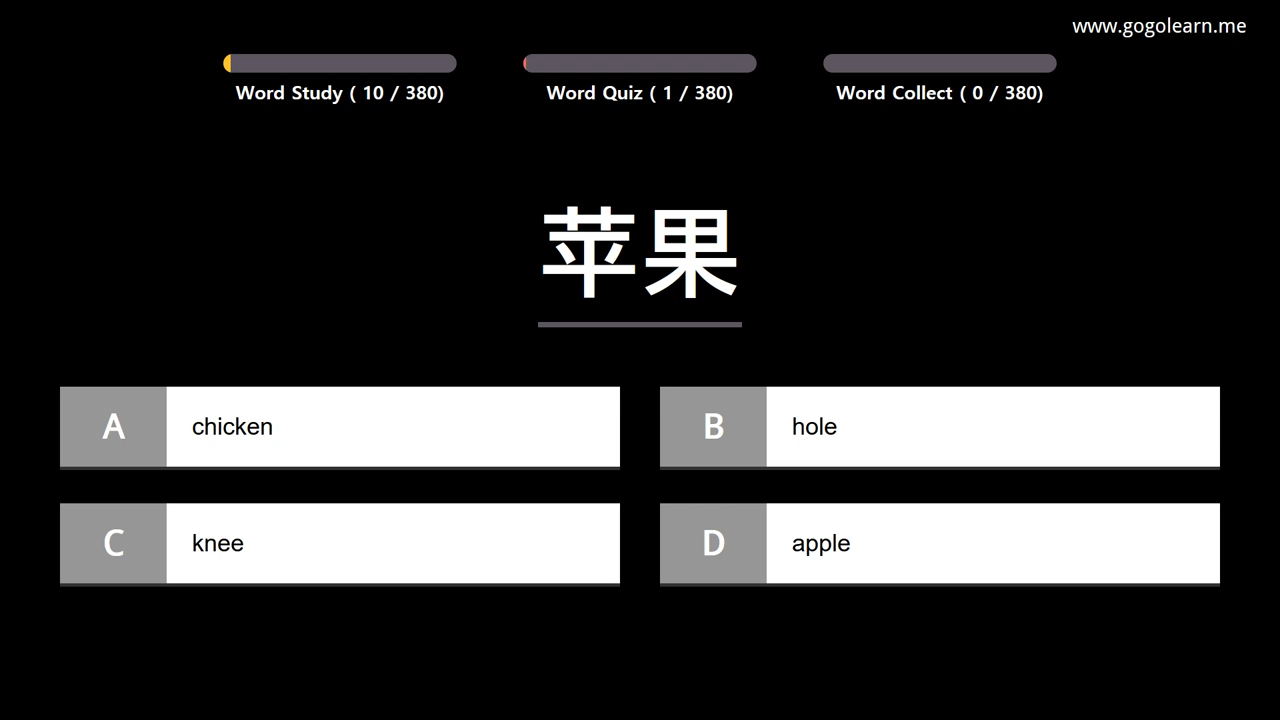 www.gogolearn.me
Word Study ( 10 / 380)
Word Quiz ( 1 / 380)
Word Collect ( 0 / 380)
苹果
A chicken
B hole
C knee
D apple